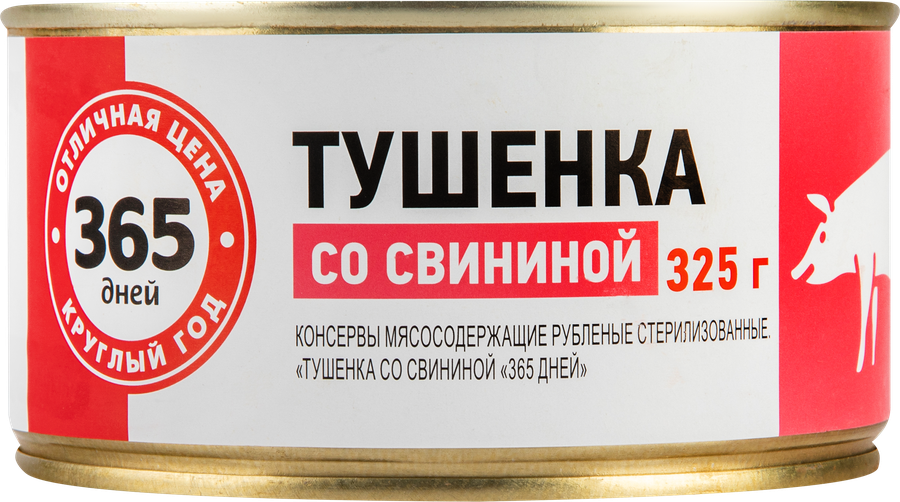 ОТЛИЧНАЯ ЦЕНА
365
дней
КРУГЛЫЙ ГОД
ТУШЕНКА
СО СВИНИНОЙ
325 г
КОНСЕРВЫ МЯСОСОДЕРЖАЩИЕ РУБЛЕНЫЕ СТЕРИЛИЗОВАННЫЕ.
«ТУШЕНКА СО СВИНИНОЙ «365 ДНЕЙ»